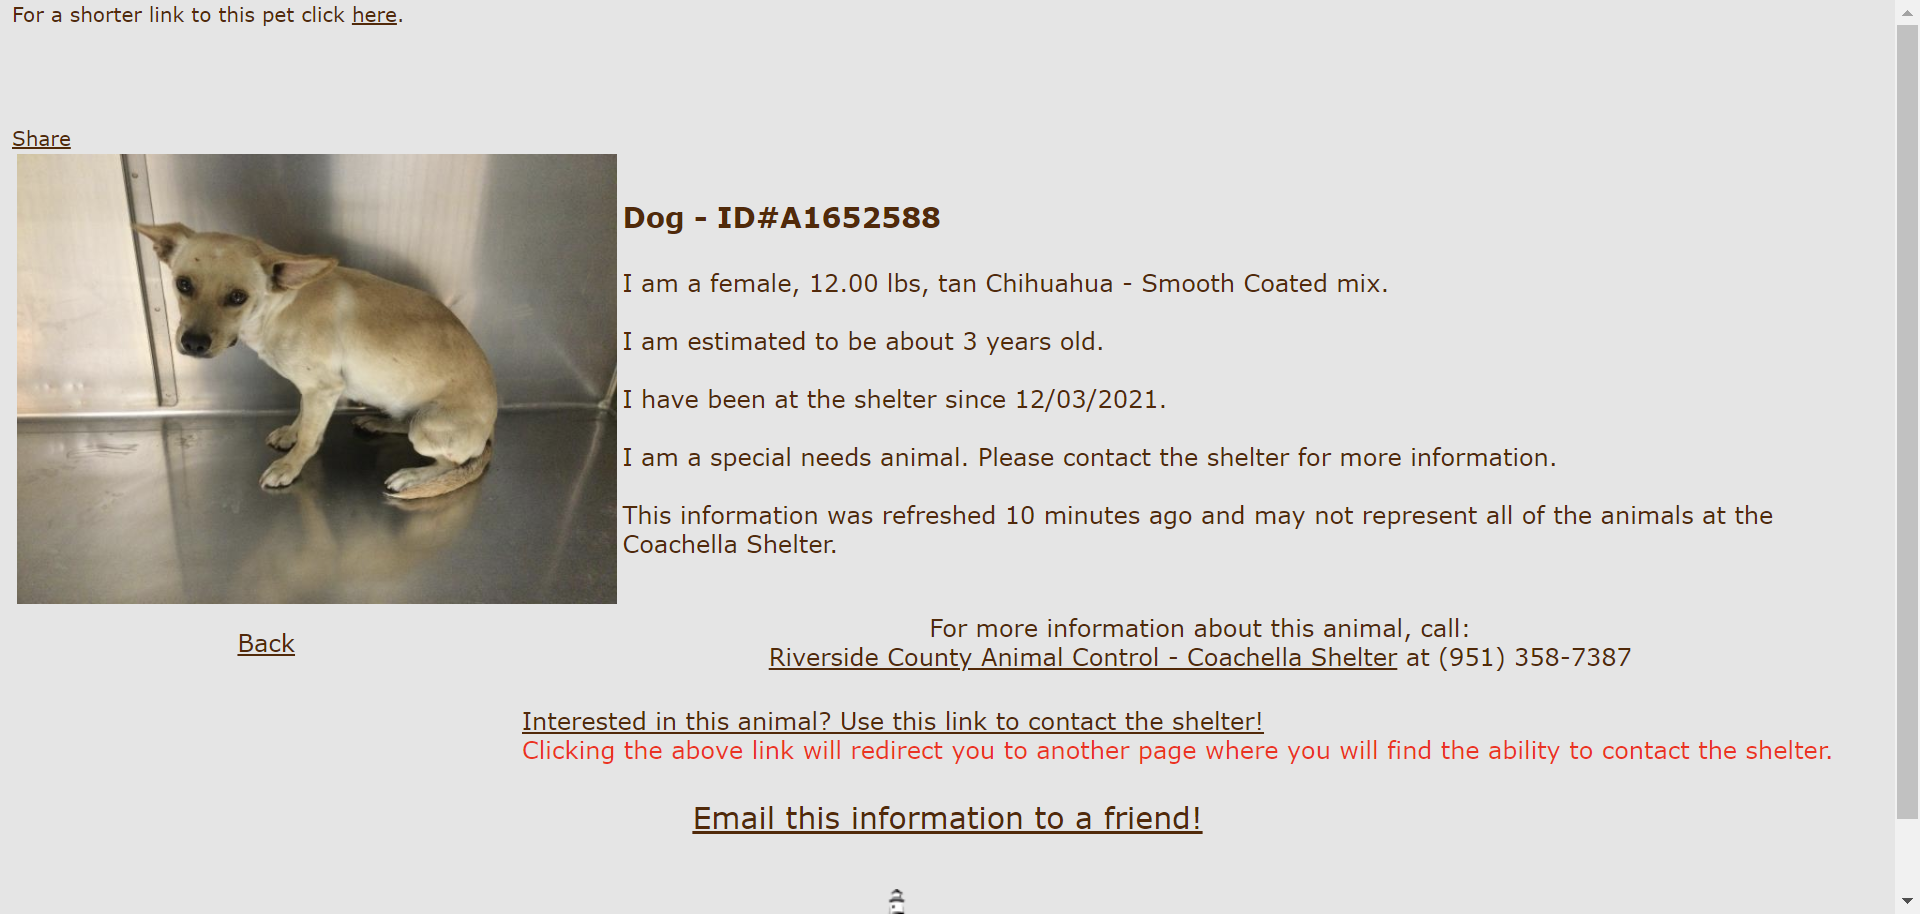 For a shorter link to this pet click here.
Share
Dog - ID#A1652588
I am a female, 12.00 lbs, tan Chihuahua - Smooth Coated mix.
I am estimated to be about 3 years old.
I have been at the shelter since 12/03/2021.
I am a special needs animal. Please contact the shelter for more information.
This information was refreshed 10 minutes ago and may not represent all of the animals at the
Coachella Shelter.
Back
For more information about this animal, call:
Riverside County Animal Control - Coachella Shelter at (951) 358-7387
Interested in this animal? Use this link to contact the shelter!
Clicking the above link will redirect you to another page where you will find the ability to contact the shelter.
Email this information to a friend!